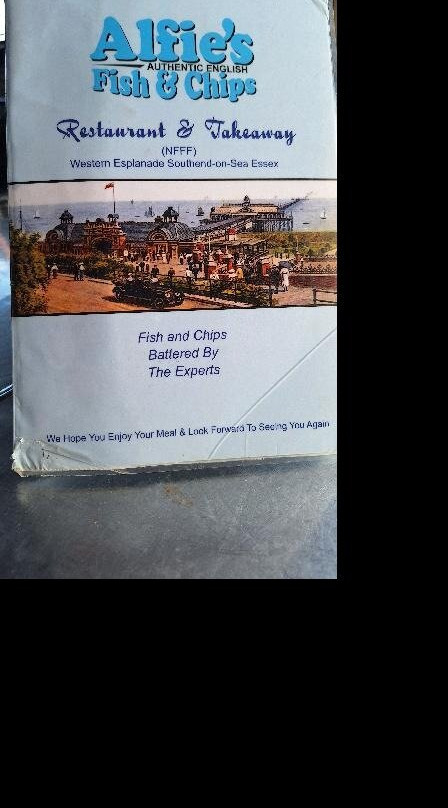 Alfie's
AUTHENTIC ENGLISH
Fish & Chips
Restaurant & Takeaway
(NFFF)
Western Esplanade Southend-on-Sea Essex
Fish and Chips
Battered By
The Experts
We Hope You Enjoy Your Meal & Look Forward To Seeing You Again